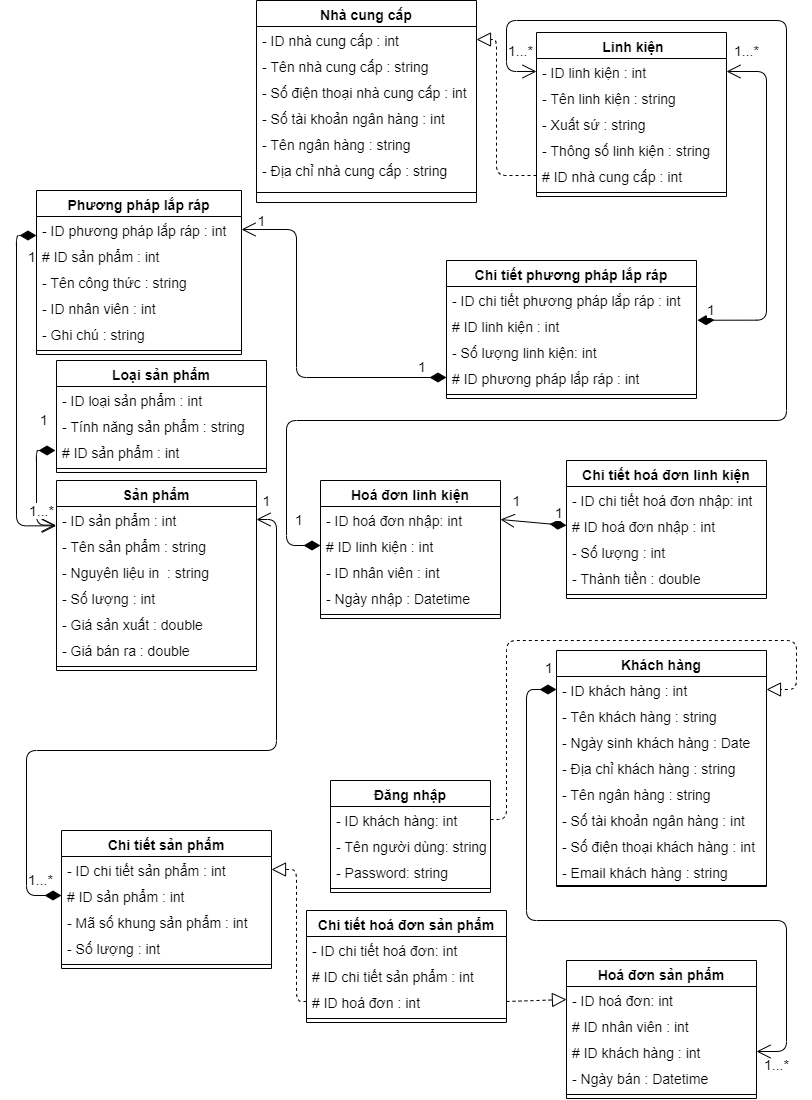 Nhà cung cấp
- ID nhà cung cấp : int
- Tên nhà cung cấp : string
- Số điện thoại nhà cung cấp : int
- Số tài khoản ngân hàng : int
- Tên ngân hàng : string
- Địa chỉ nhà cung cấp : string
1...*
Linh kiện
- ID linh kiện : int
- Tên linh kiện : string
- Xuất sứ : string
- Thông số linh kiện : string
# ID nhà cung cấp : int
1...*
Phương pháp lắp ráp
- ID phương pháp lắp ráp : int
# ID sản phẩm : int
- Tên công thức : string
- ID nhân viên : int
- Ghi chú : string
1
1
Chi tiết phương pháp lắp ráp
- ID chi tiết phương pháp lắp ráp : int
# ID linh kiện : int
- Số lượng linh kiện: int
# ID phương pháp lắp ráp : int
1
1
Loại sản phẩm
- ID loại sản phẩm : int
- Tính năng sản phẩm : string
# ID sản phẩm : int
1
1...*
Sản phẩm
- ID sản phẩm : int
- Tên sản phẩm : string
- Nguyên liệu in  : string
- Số lượng : int
- Giá sản xuất : double
- Giá bán ra : double
1
1
Hoá đơn linh kiện
- ID hoá đơn nhập: int
# ID linh kiện : int
- ID nhân viên : int
- Ngày nhập : Datetime
1
1
Chi tiết hoá đơn linh kiện
- ID chi tiết hoá đơn nhập: int
# ID hoá đơn nhập : int
- Số lượng : int
- Thành tiền : double
1
Khách hàng
- ID khách hàng : int
- Tên khách hàng : string
- Ngày sinh khách hàng : Date
- Địa chỉ khách hàng : string
- Tên ngân hàng : string
- Số tài khoản ngân hàng : int
- Số điện thoại khách hàng : int
- Email khách hàng : string
Đăng nhập
- ID khách hàng: int
- Tên người dùng: string
- Password: string
Chi tiết sản phẩm
- ID chi tiết sản phẩm : int
# ID sản phẩm : int
- Mã số khung sản phẩm : int
- Số lượng : int
1...*
Chi tiết hoá đơn sản phẩm
- ID chi tiết hoá đơn: int
# ID chi tiết sản phẩm : int
# ID hoá đơn : int
Hoá đơn sản phẩm
- ID hoá đơn: int
# ID nhân viên : int
# ID khách hàng : int
- Ngày bán : Datetime
1...*